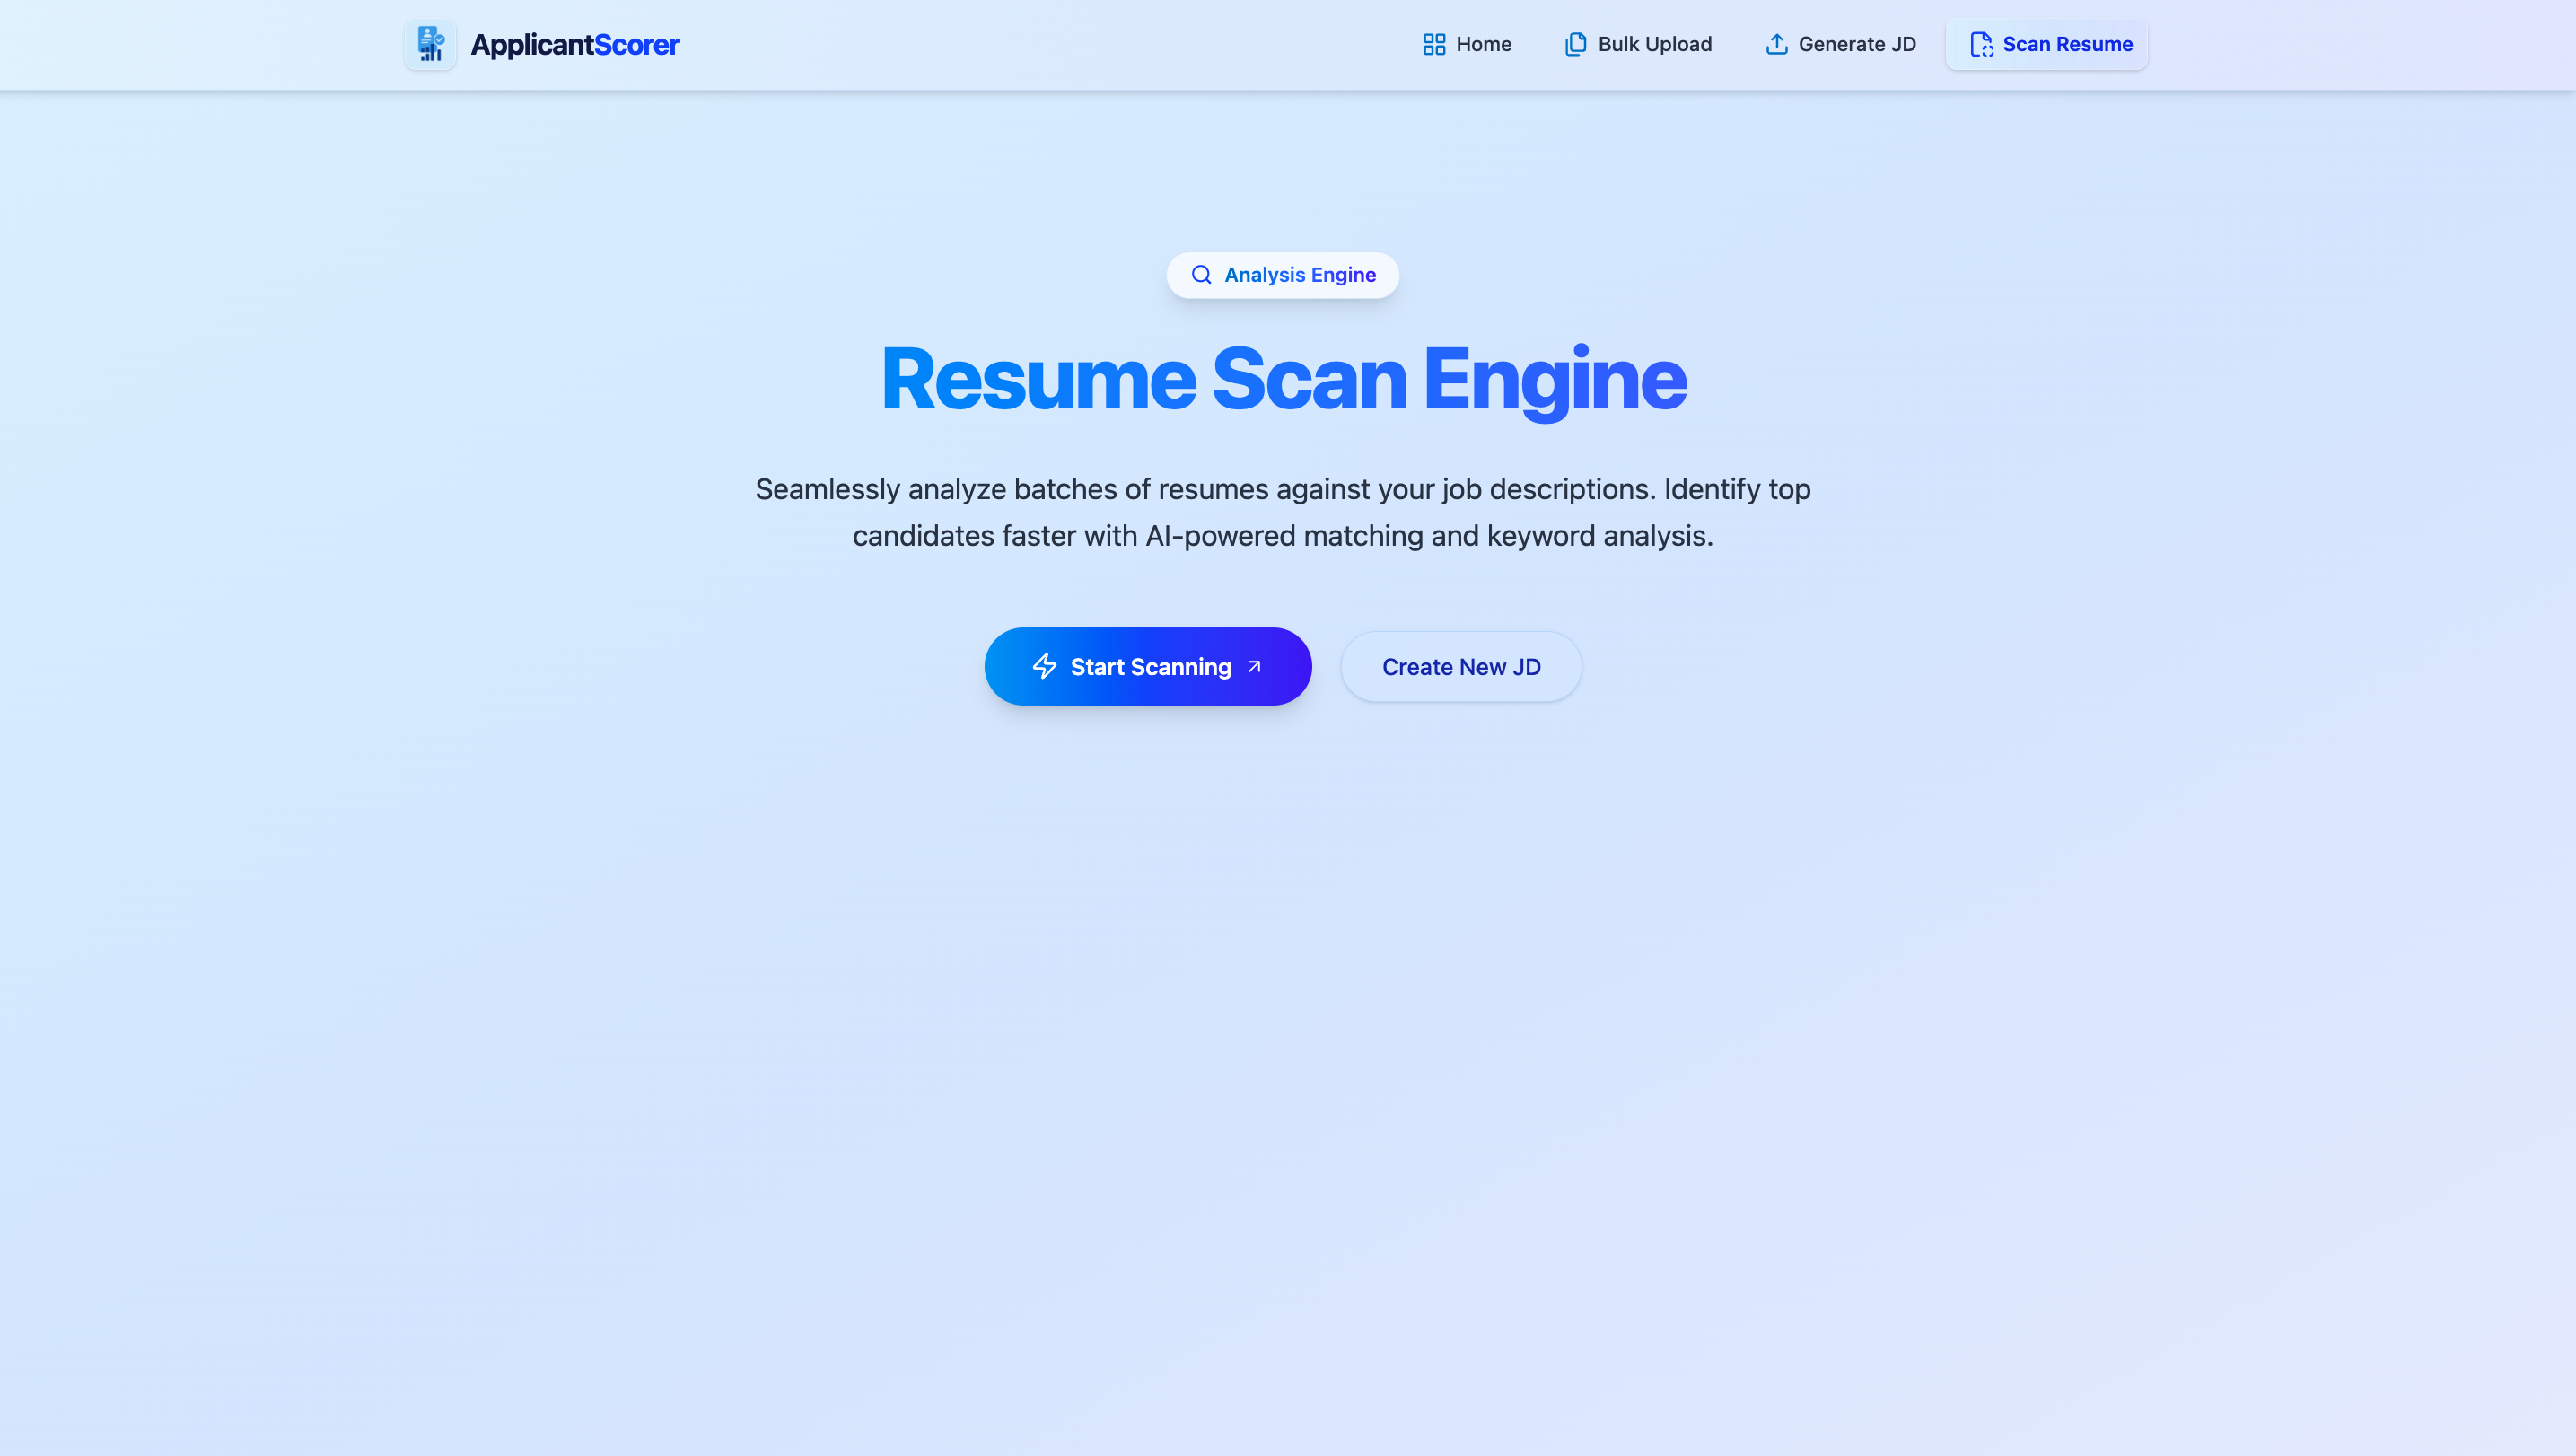 ApplicantScorer
Home
Bulk Upload
Generate JD
Scan Resume
Analysis Engine
Resume Scan Engine
Seamlessly analyze batches of resumes against your job descriptions. Identify top
candidates faster with AI-powered matching and keyword analysis.
Start Scanning
Create New JD